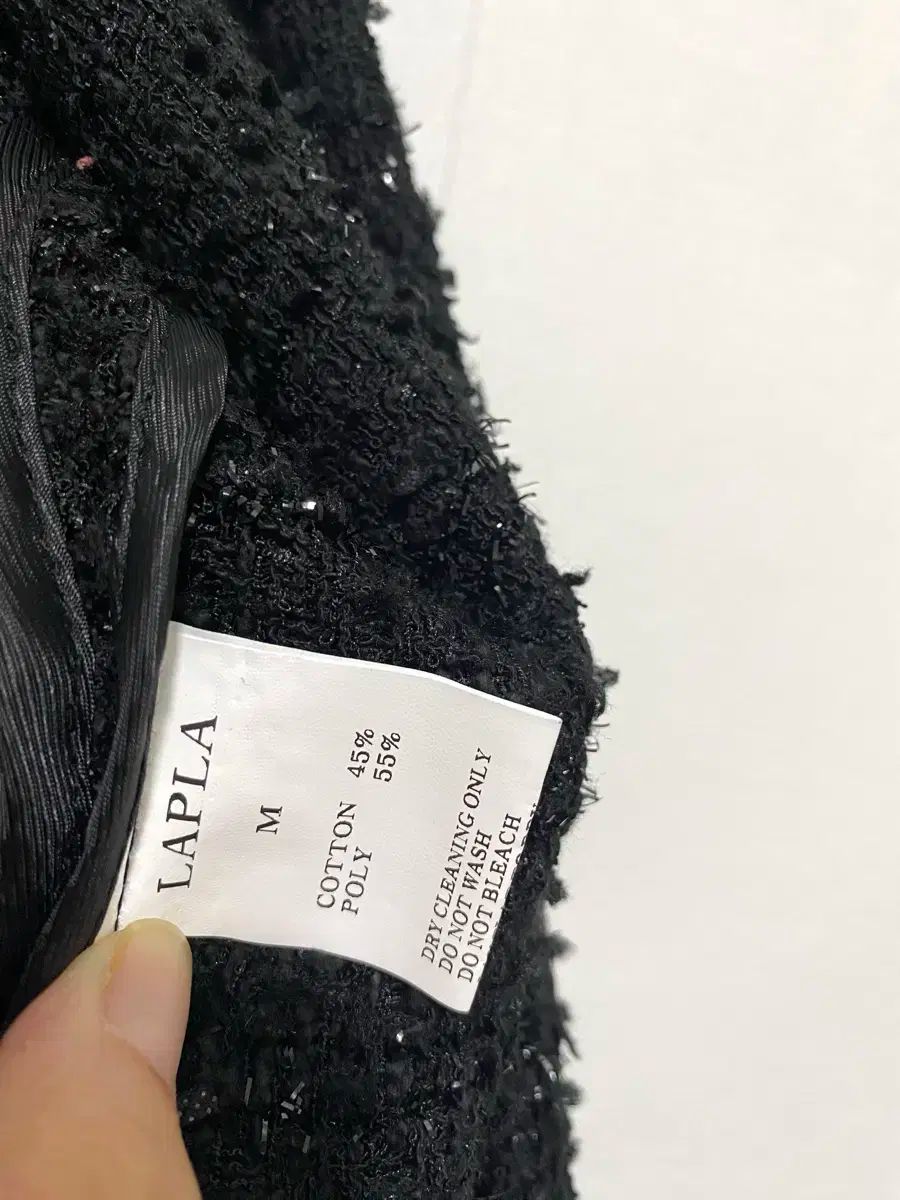 LAPLA
M
COTTON 45%
POLY 55%
DRY CLEANING ONLY
DO NOT WASH
DO NOT BLEACH